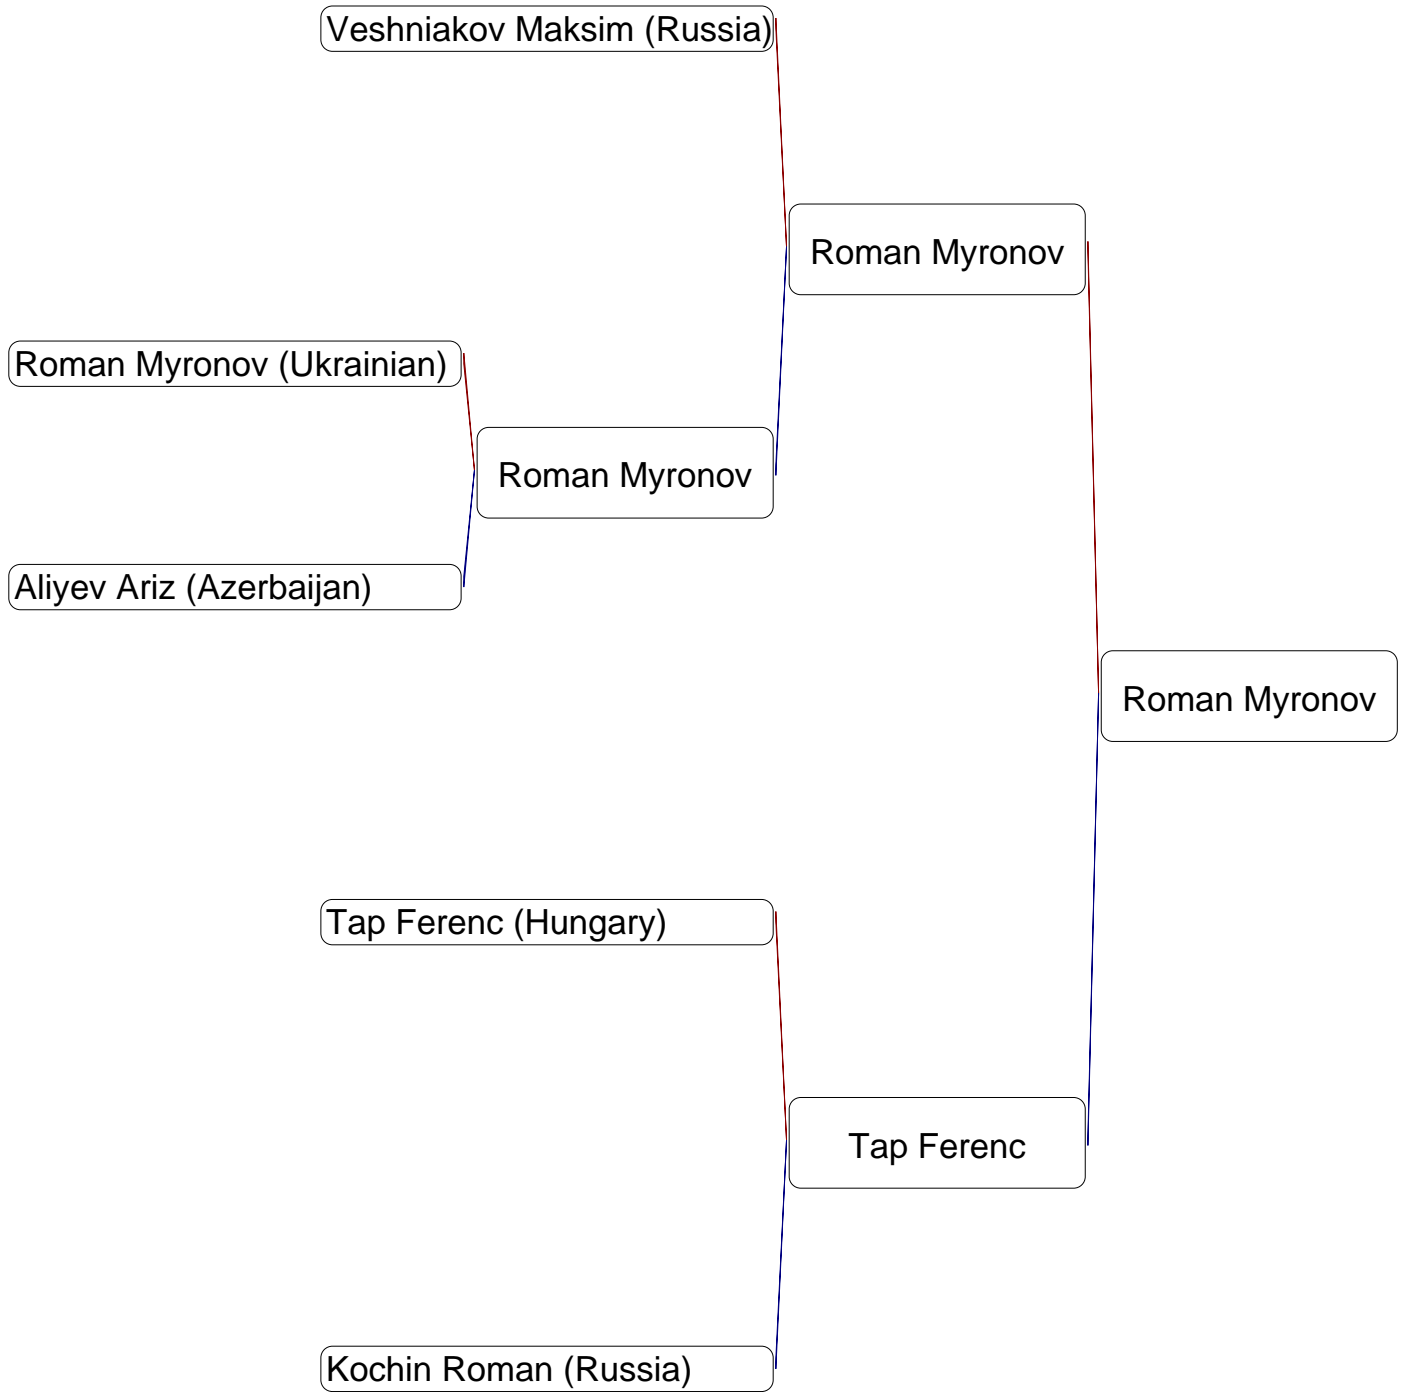 Veshniakov Maksim (Russia)
Roman Myronov
Roman Myronov (Ukrainian)
Roman Myronov
Aliyev Ariz (Azerbaijan)
Roman Myronov
Tap Ferenc (Hungary)
Tap Ferenc
Kochin Roman (Russia)